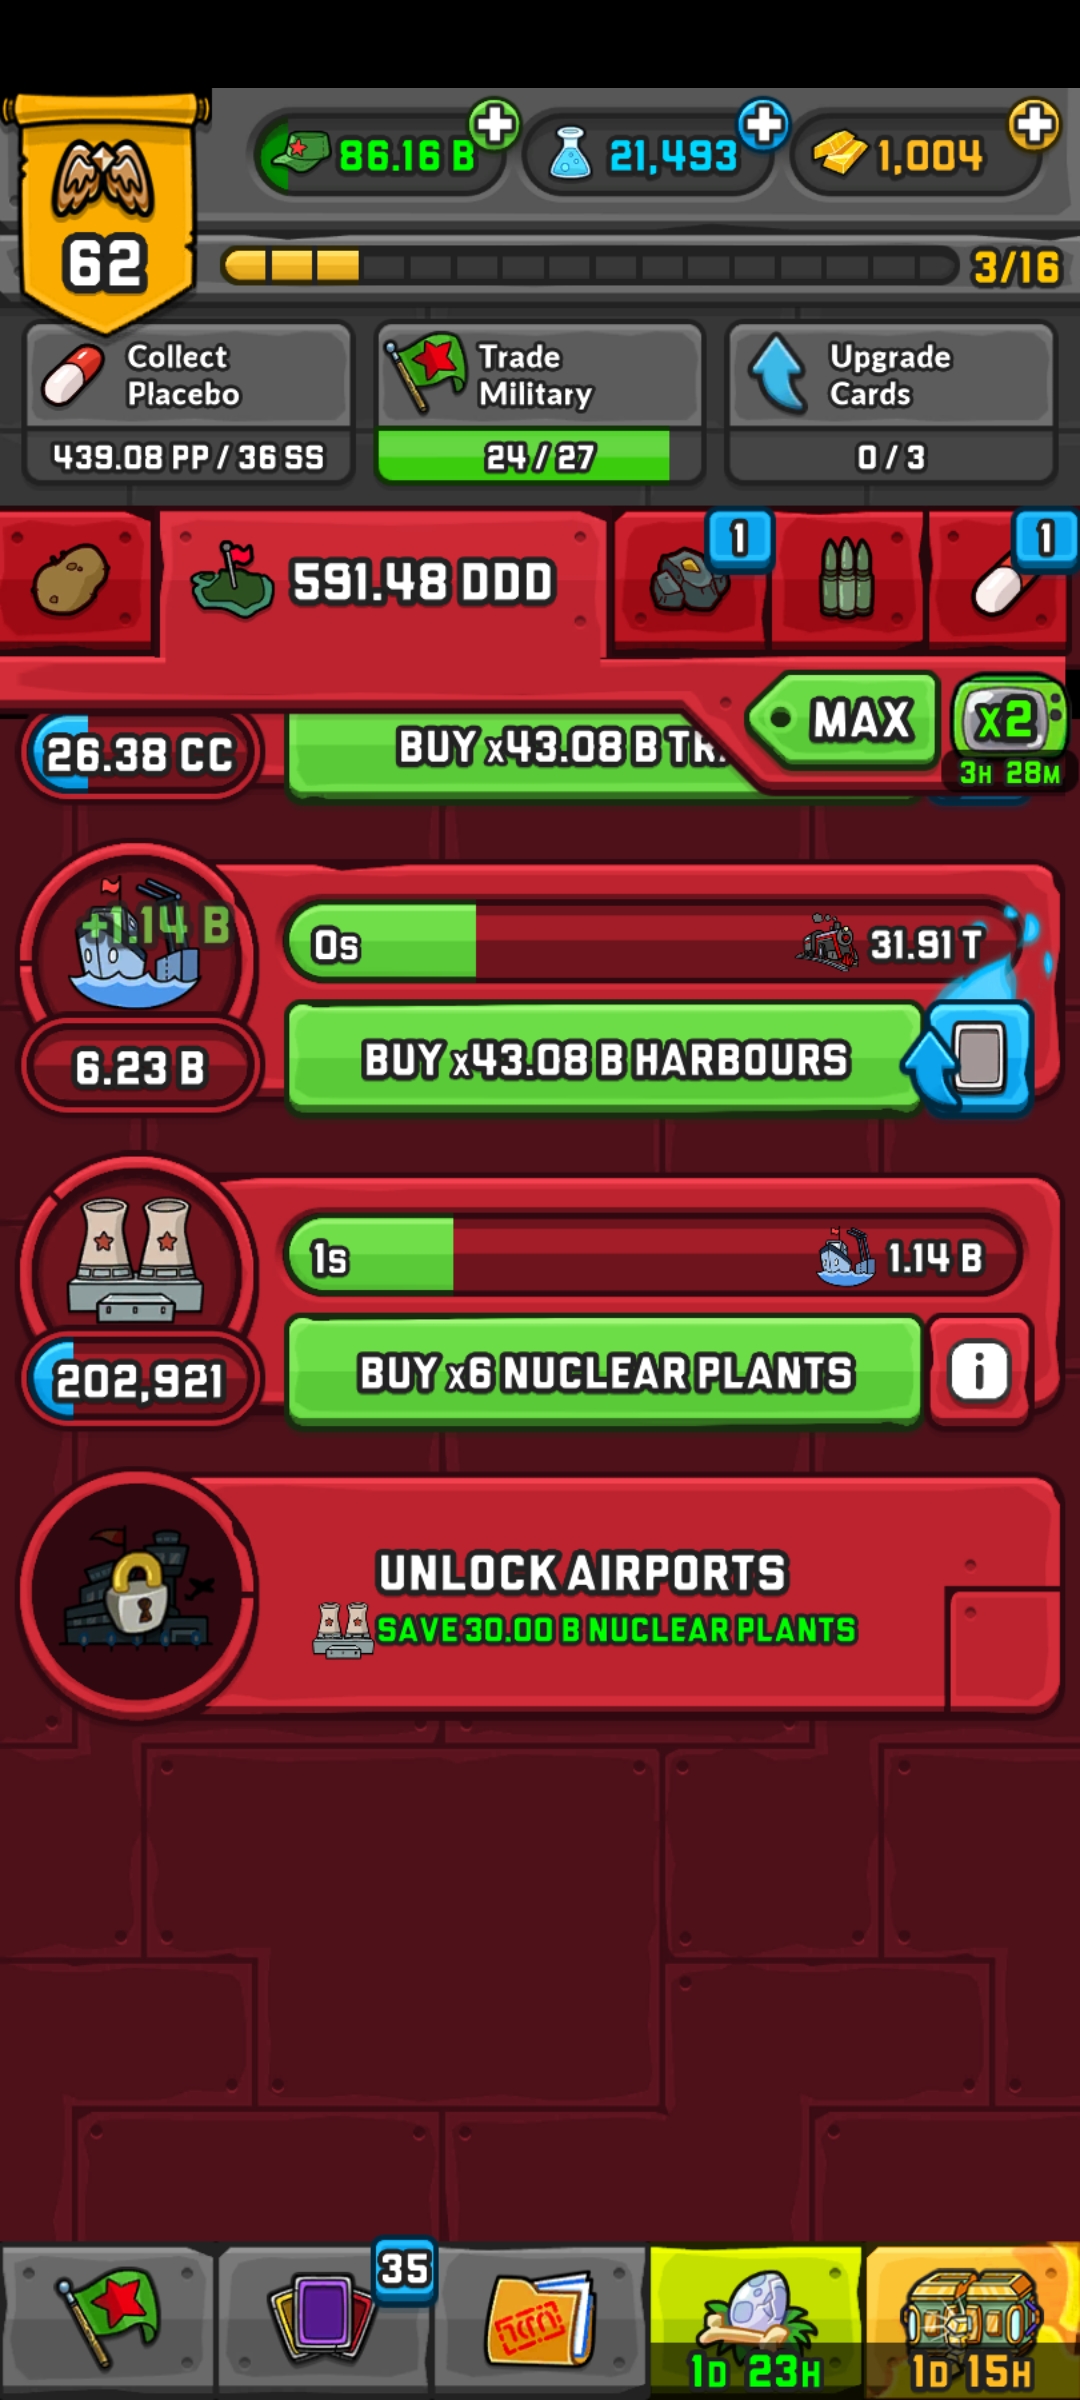 86.16 B
21,493
1,004
62
3/16
Collect
Placebo
439.08 PP / 36 SS
Trade
Military
24 / 27
Upgrade
Cards
0 / 3
591.48 DDD
1
1
MAX
x2
3H 28M
26.38 CC
BUY x43.08 B
+1.14 B
0s
31.91 T
6.23 B
BUY x43.08 B HARBOURS
1s
1.14 B
202,921
BUY x6 NUCLEAR PLANTS
i
UNLOCK AIRPORTS
SAVE 30.00 B NUCLEAR PLANTS
35
1D 23H
1D 15H